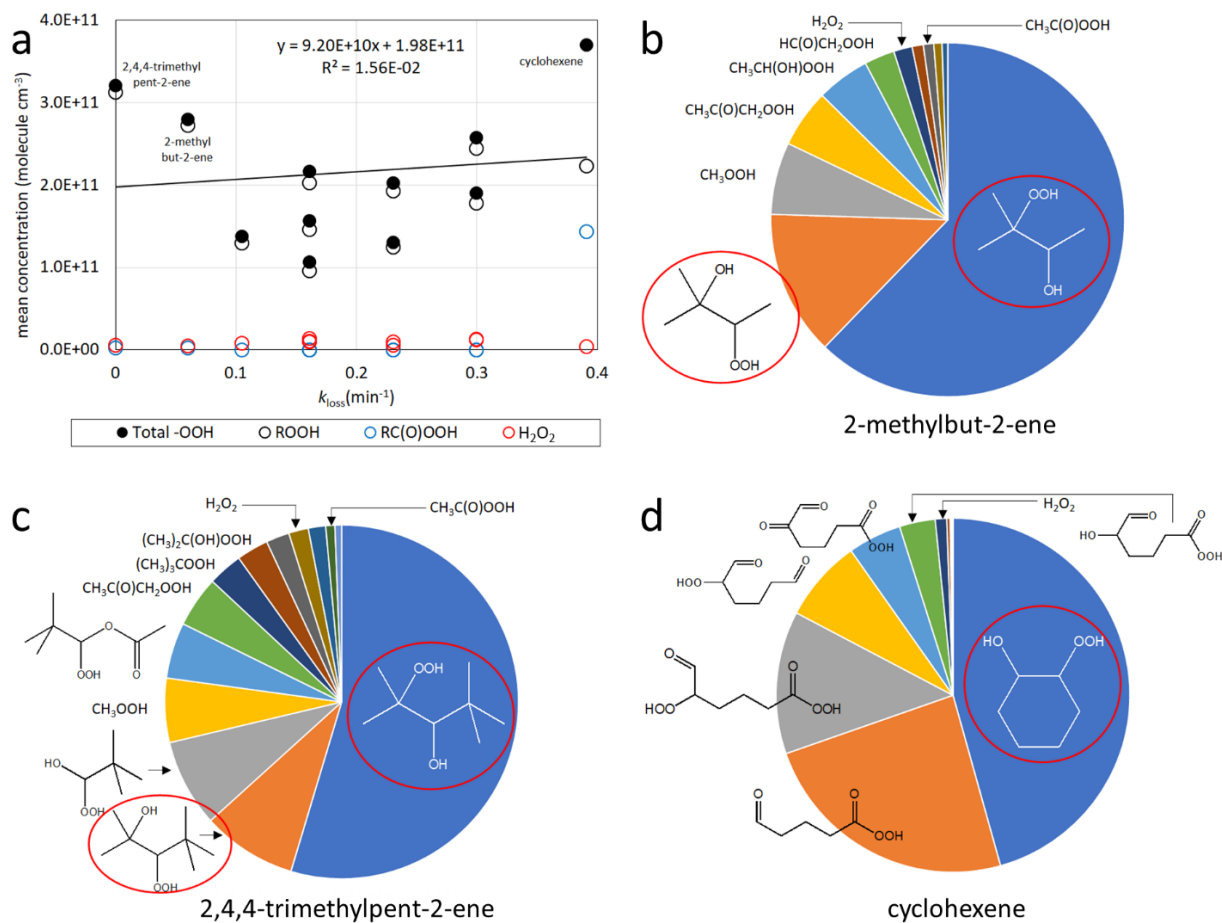 a
4.0E+11
3.0E+11
2.0E+11
1.0E+11
0.0E+00
mean concentration (molecule cm⁻³)
y = 9.20E+10x + 1.98E+11
R² = 1.56E-02
2,4,4-trimethyl
pent-2-ene
2-methyl
but-2-ene
cyclohexene
0
0.1
0.2
0.3
0.4
k_loss(min⁻¹)
Total -OOH
ROOH
RC(O)OOH
H₂O₂
b
H₂O₂
CH₃C(O)OOH
HC(O)CH₂OOH
CH₃CH(OH)OOH
CH₃C(O)CH₂OOH
CH₃OOH
OOH
OH
OH
OOH
2-methylbut-2-ene
c
H₂O₂
CH₃C(O)OOH
(CH₃)₂C(OH)OOH
(CH₃)₃COOH
CH₃C(O)CH₂OOH
O
OOH
O
CH₃OOH
HO
OOH
OH
OOH
OOH
OH
2,4,4-trimethylpent-2-ene
d
H₂O₂
O
O
O
OOH
O
HO
O
OOH
HOO
O
O
HOO
O
OOH
HO
OOH
O
O
OOH
cyclohexene